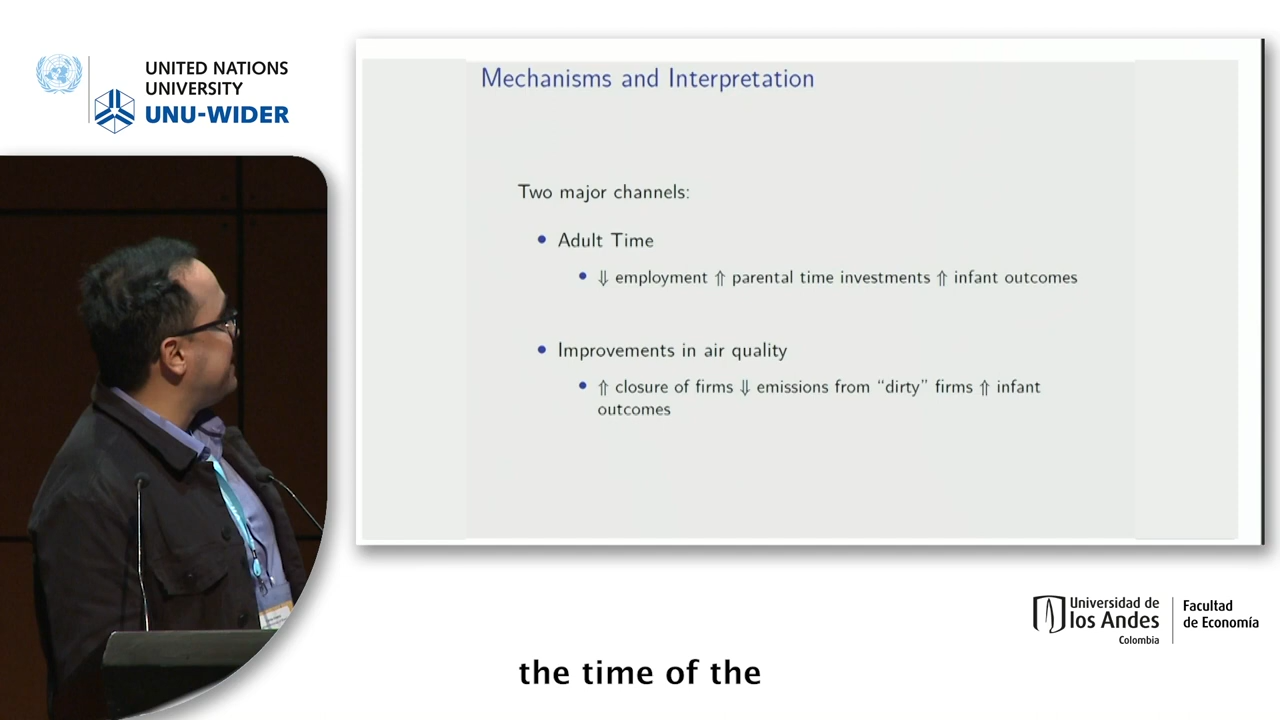 UNITED NATIONS
UNIVERSITY
UNU-WIDER
Mechanisms and Interpretation
Two major channels:
• Adult Time
• ⇓ employment ⇑ parental time investments ⇑ infant outcomes
• Improvements in air quality
• ⇑ closure of firms ⇓ emissions from “dirty” firms ⇑ infant
outcomes
Universidad de
los Andes
Colombia
Facultad
de Economía
the time of the